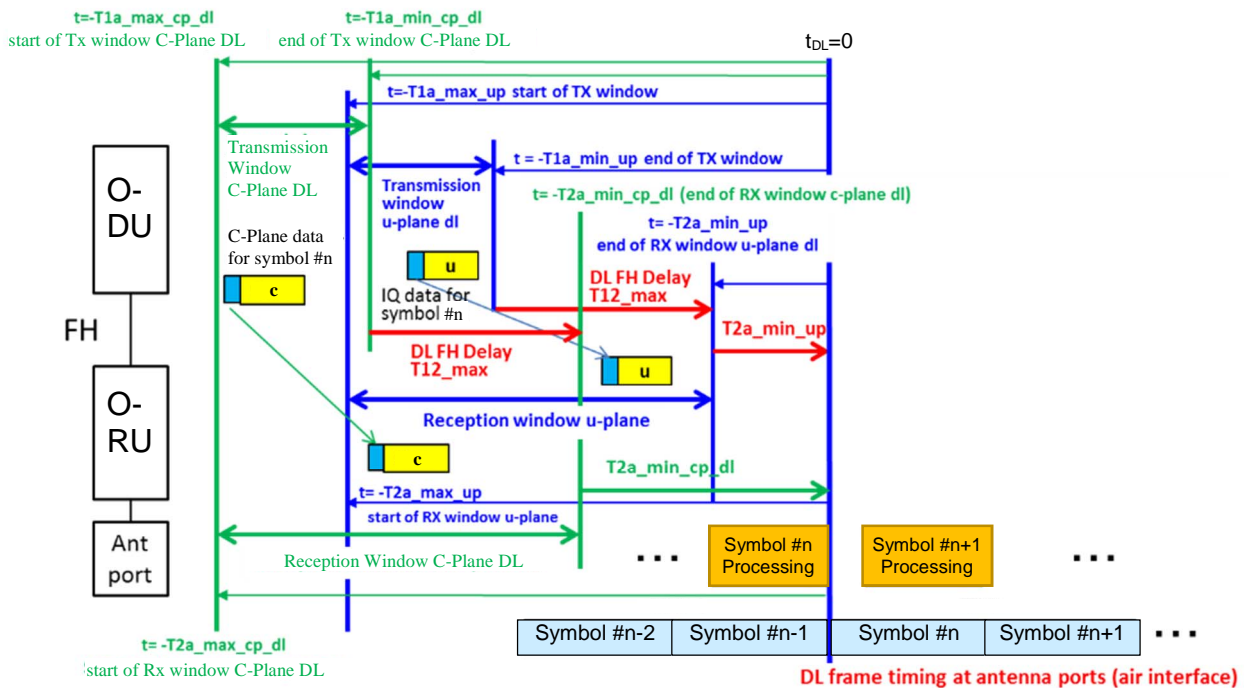 t=-T1a_max_cp_dl
start of Tx window C-Plane DL
t=-T1a_min_cp_dl
end of Tx window C-Plane DL
tDL=0
t=-T1a_max_up start of TX window
Transmission
Window
C-Plane DL
t = -T1a_min_up end of TX window
Transmission
window
u-plane dl
t= -T2a_min_cp_dl (end of RX window c-plane dl)
t= -T2a_min_up
end of RX window u-plane dl
O-
DU
C-Plane data
for symbol #n
c
u
IQ data for
symbol #n
DL FH Delay
T12_max
T2a_min_up
FH
DL FH Delay
T12_max
u
O-
RU
Reception window u-plane
c
T2a_min_cp_dl
t= -T2a_max_up
start of RX window u-plane
Ant
port
Reception Window C-Plane DL
...
Symbol #n
Processing
Symbol #n+1
Processing
...
t= -T2a_max_cp_dl
start of Rx window C-Plane DL
Symbol #n-2
Symbol #n-1
Symbol #n
Symbol #n+1
...
DL frame timing at antenna ports (air interface)